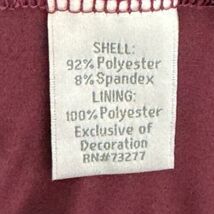 SHELL:
92% Polyester
8% Spandex
LINING:
100% Polyester
Exclusive of
Decoration
RN#73277